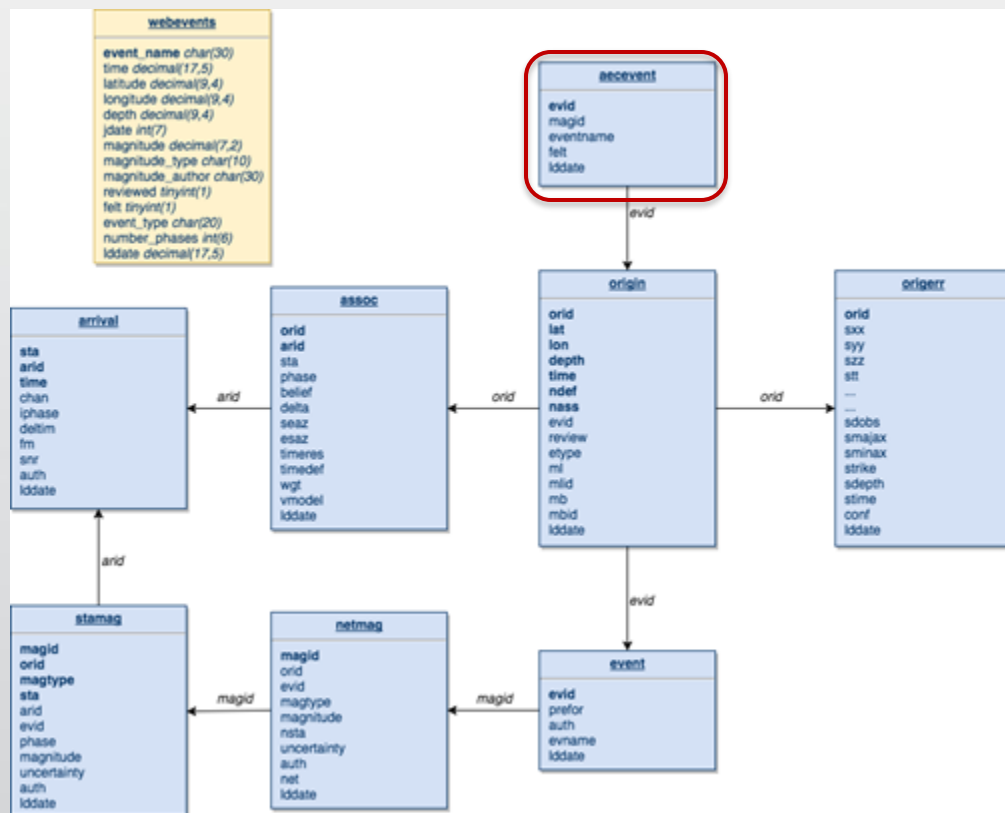 webevents
event_name char(30)
time decimal(17,5)
latitude decimal(9,4)
longitude decimal(9,4)
depth decimal(9,4)
jdate int(7)
magnitude decimal(7,2)
magnitude_type char(10)
magnitude_author char(30)
reviewed tinyint(1)
felt tinyint(1)
event_type char(20)
number_phases int(6)
lddate decimal(17,5)
aecevent
evid
magid
eventname
felt
lddate
evid
arrival
sta
arid
time
chan
iphase
deltim
fm
snr
auth
lddate
arid
assoc
orid
arid
sta
phase
belief
delta
seaz
esaz
timeres
timedef
wgt
vmodel
lddate
orid
origin
orid
lat
lon
depth
time
ndef
nass
evid
review
etype
ml
mlid
mb
mbid
lddate
orid
origerr
orid
sxx
syy
szz
stt
...
...
sdobs
smajax
sminax
strike
sdepth
stime
conf
lddate
arid
evid
stamag
magid
orid
magtype
sta
arid
evid
phase
magnitude
uncertainty
auth
lddate
magid
netmag
magid
orid
evid
magtype
magnitude
nsta
uncertainty
auth
net
lddate
magid
event
evid
prefor
auth
evname
lddate